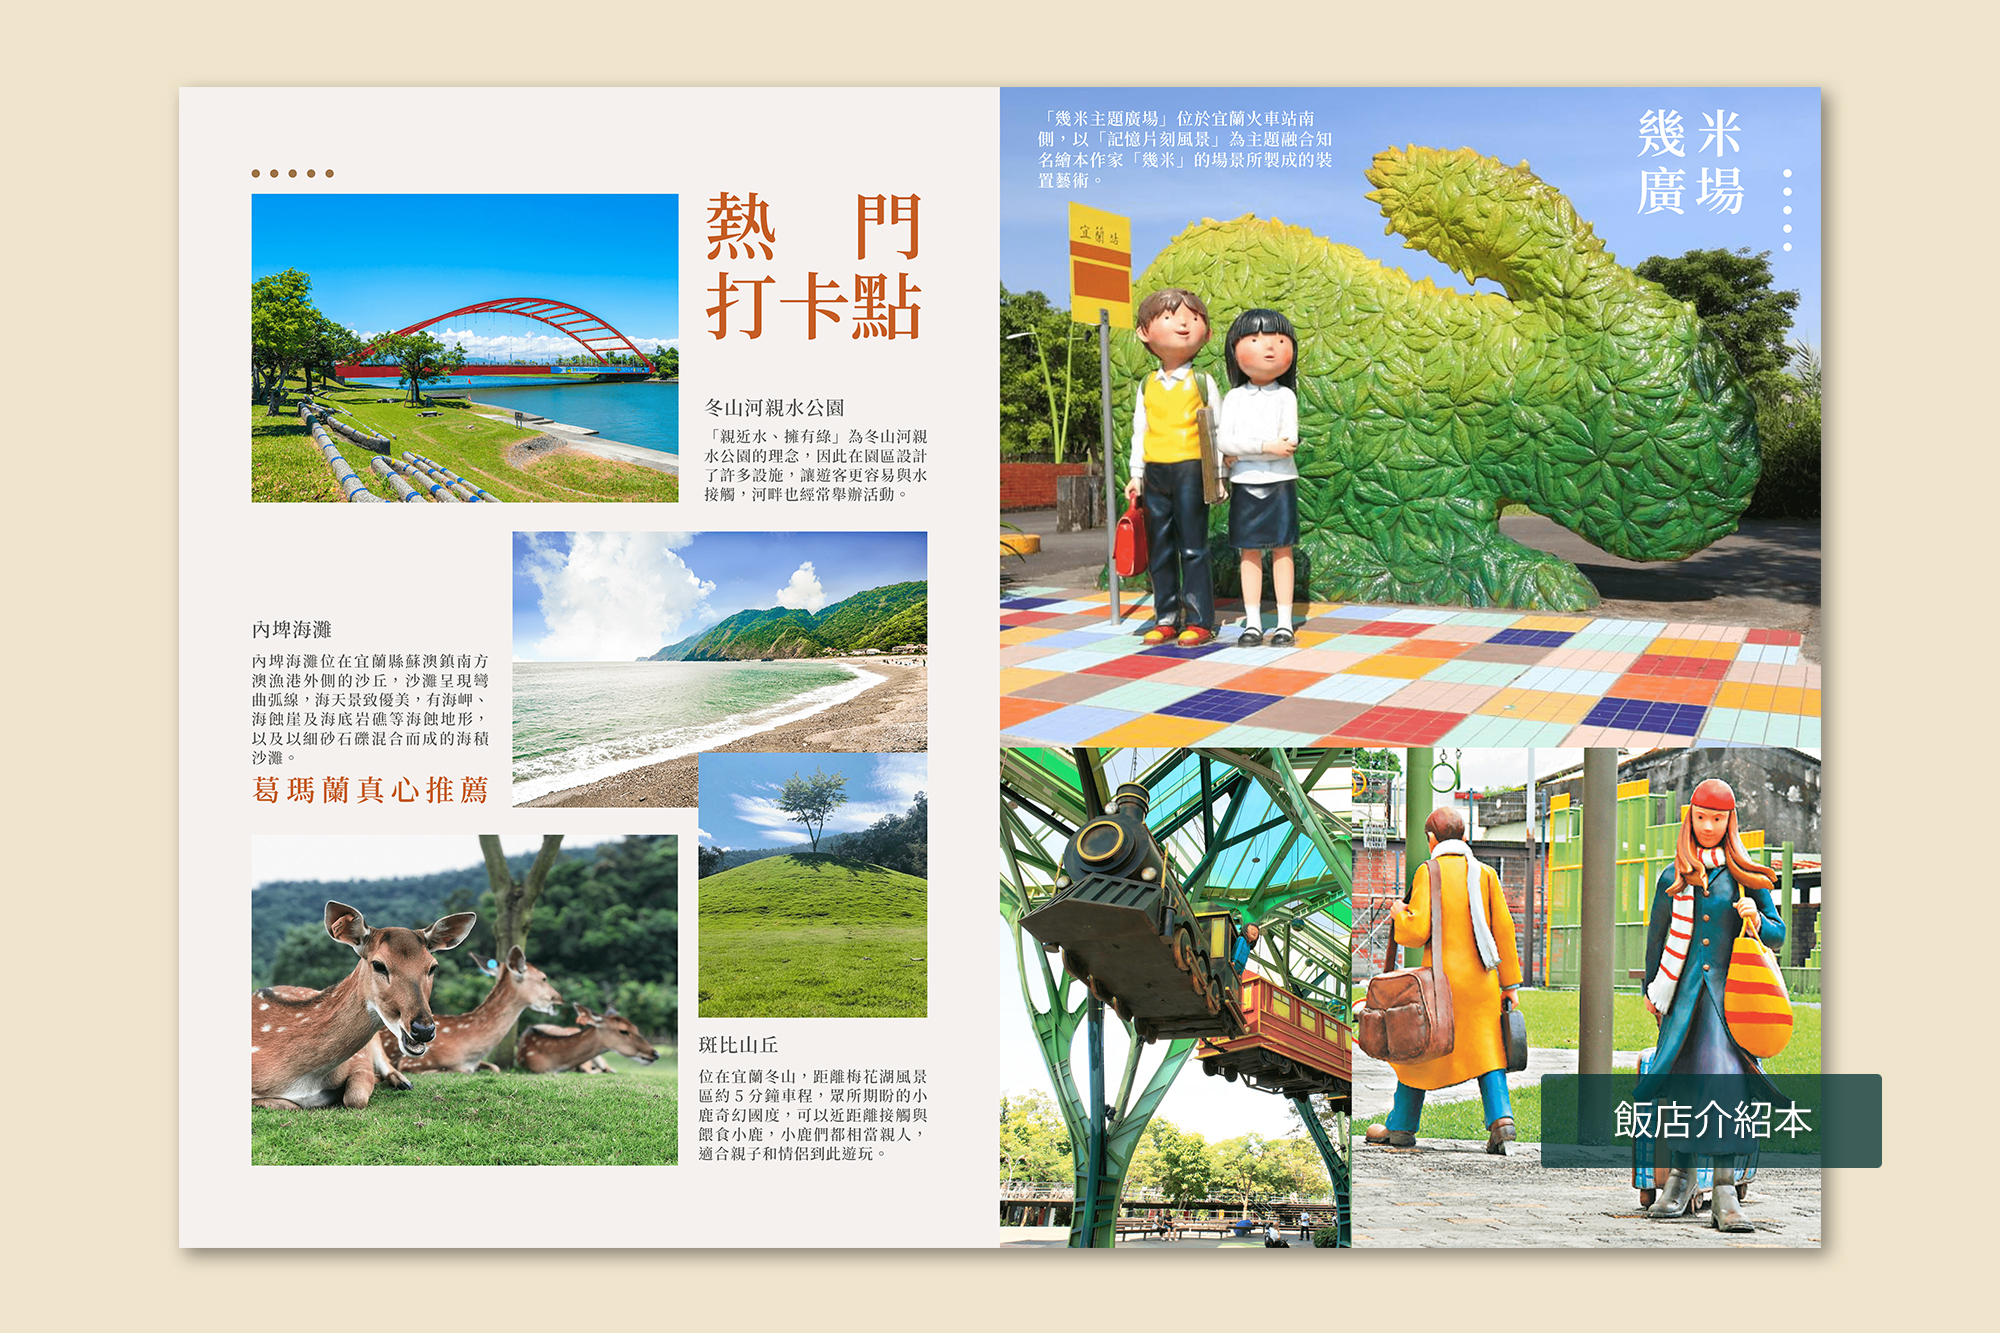 熱門
打卡點
冬山河親水公園
「親近水、擁有綠」為冬山河親
水公園的理念，因此在園區設計
了許多設施，讓遊客更容易與水
接觸，河畔也經常舉辦活動。
內埤海灘
內埤海灘位在宜蘭縣蘇澳鎮南方
澳漁港外側的沙丘，沙灘呈現彎
曲弧線，海天景致優美，有海岬、
海蝕崖及海底岩礁等海蝕地形，
以及以細砂石礫混合而成的海積
沙灘。
葛瑪蘭真心推薦
斑比山丘
位在宜蘭冬山，距離梅花湖風景
區約5分鐘車程，眾所期盼的小
鹿奇幻國度，可以近距離接觸與
餵食小鹿，小鹿們都相當親人，
適合親子和情侶到此遊玩。
「幾米主題廣場」位於宜蘭火車站南
側，以「記憶片刻風景」為主題融合知
名繪本作家「幾米」的場景所製成的裝
置藝術。
幾米
廣場
宜蘭站
飯店介紹本